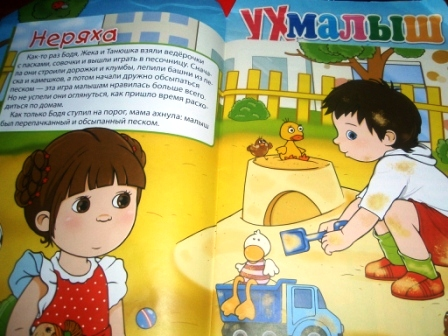 Неряха
УХМАЛЫШ
Как-то раз Бодя, Жека и Танюшка взяли ведёрочки
с пасками, совочки и вышли играть в песочницу. Снача-
ла они строили дорожки и клумбы, лепили башни из пе-
ска и камешков, а потом начали дружно обсыпаться
песком — эта игра малышам нравилась больше всего.
Но не успели они оглянуться, как пришло время расхо-
диться по домам.
Как только Бодя ступил на порог, мама ахнула: малыш
был перепачканный и обсыпанный песком.